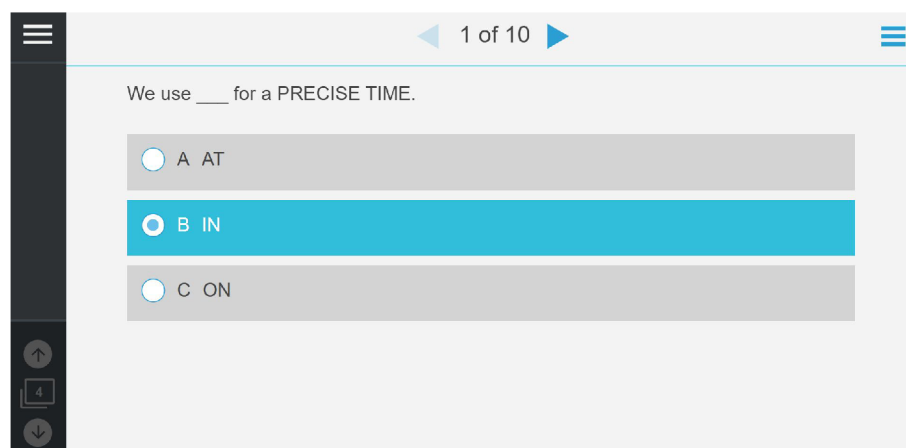 1 of 10
We use ___ for a PRECISE TIME.
A AT
B IN
C ON
4